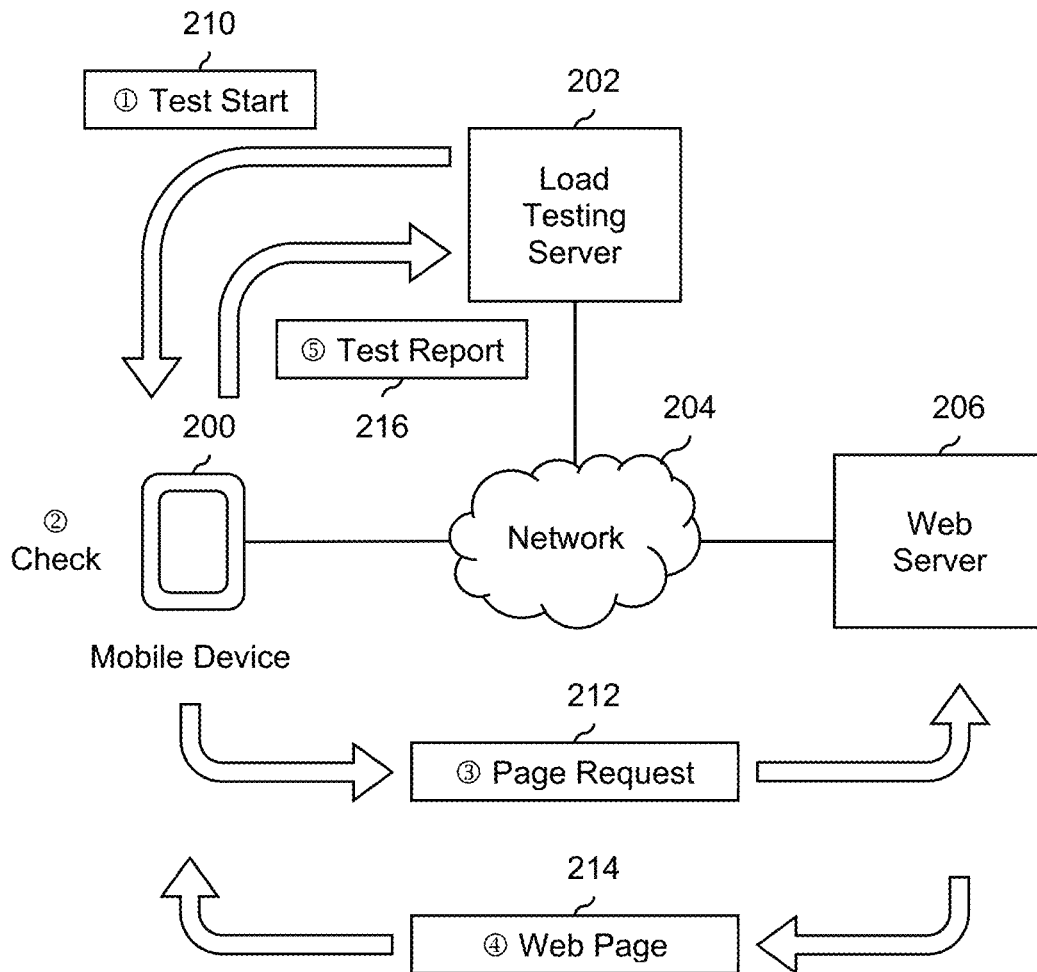 210
① Test Start
202
Load
Testing
Server
⑤ Test Report
216
200
204
206
②
Check
Network
Web
Server
Mobile Device
212
③ Page Request
214
④ Web Page